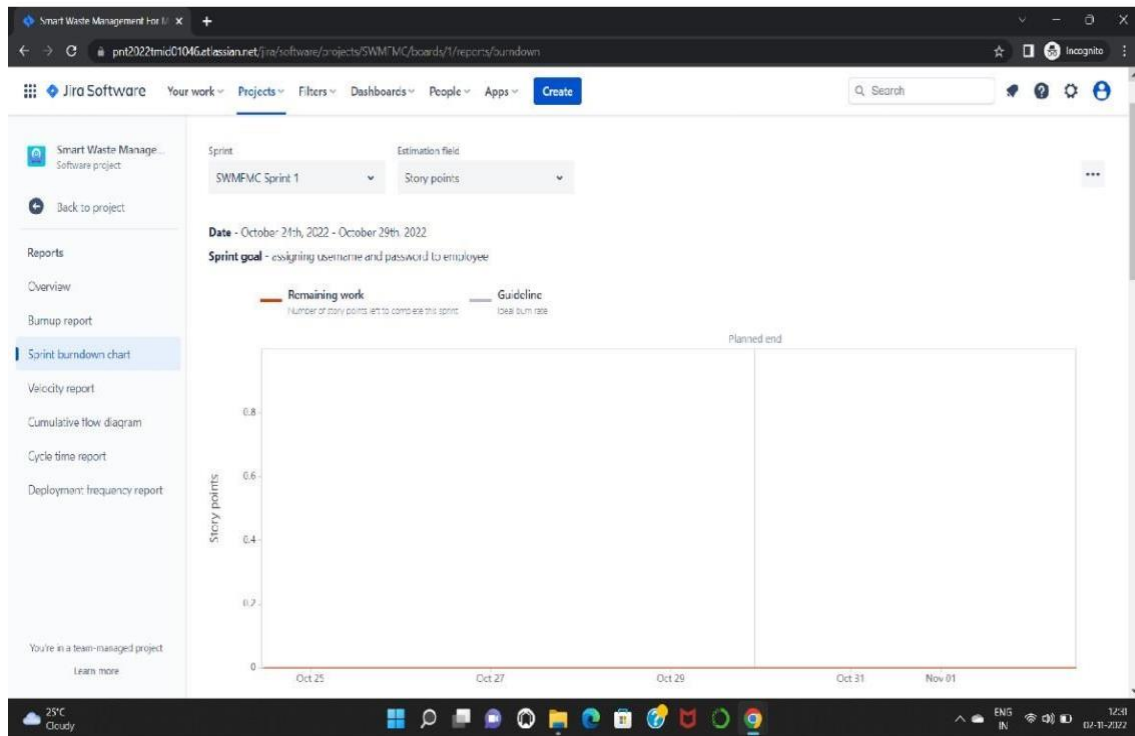 Smart Waste Management For M
pnt2022tmid01046.atlassian.net/jira/software/projects/SWMFMC/boards/1/reports/burndown
Incognito
Jira Software Your work Projects Filters Dashboards People Apps Create Search
Smart Waste Manage...
Software project
Back to project
Reports
Overview
Burnup report
Sprint burndown chart
Velocity report
Cumulative flow diagram
Cycle time report
Deployment frequency report
You're in a team-managed project
Learn more
Sprint Estimation field
SWMFMC Sprint 1 Story points
Date - October 24th, 2022 - October 29th, 2022
Sprint goal - assigning username and password to employee
Remaining work Guideline
Number of story points left to complete this sprint Ideal burn rate
Planned end
Story points
0.8
0.6
0.4
0.2
0
Oct 25 Oct 27 Oct 29 Oct 31 Nov 01
25°C
Cloudy
ENG
IN
12:31
02-11-2022